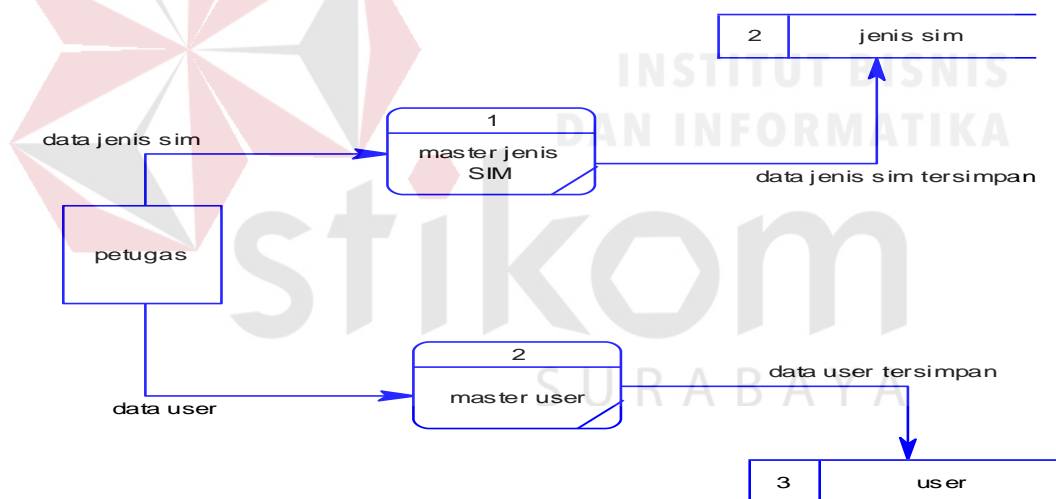 2
jenis sim
INSTITUT BISNIS
DAN INFORMATIKA
1
data jenis sim
master jenis
SIM
data jenis sim tersimpan
petugas
stikom
2
data user tersimpan
master user
SURABAYA
data user
3
user